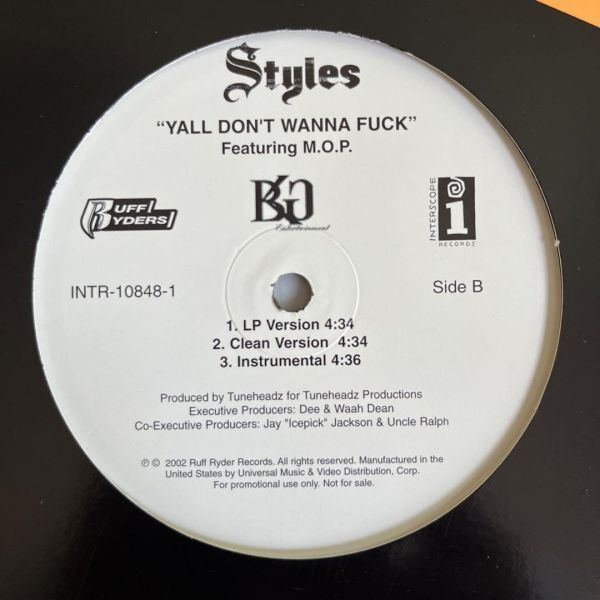 Styles
"YALL DON'T WANNA FUCK"
Featuring M.O.P.
RUFF RYDERS
Entertainment
INTERSCOPE
i
RECORDS
INTR-10848-1
Side B
1. LP Version 4:34
2. Clean Version 4:34
3. Instrumental 4:36
Produced by Tuneheadz for Tuneheadz Productions
Executive Producers: Dee & Waah Dean
Co-Executive Producers: Jay "Icepick" Jackson & Uncle Ralph
℗ © 2002 Ruff Ryder Records. All rights reserved. Manufactured in the
United States by Universal Music & Video Distribution, Corp.
For promotional use only. Not for sale.